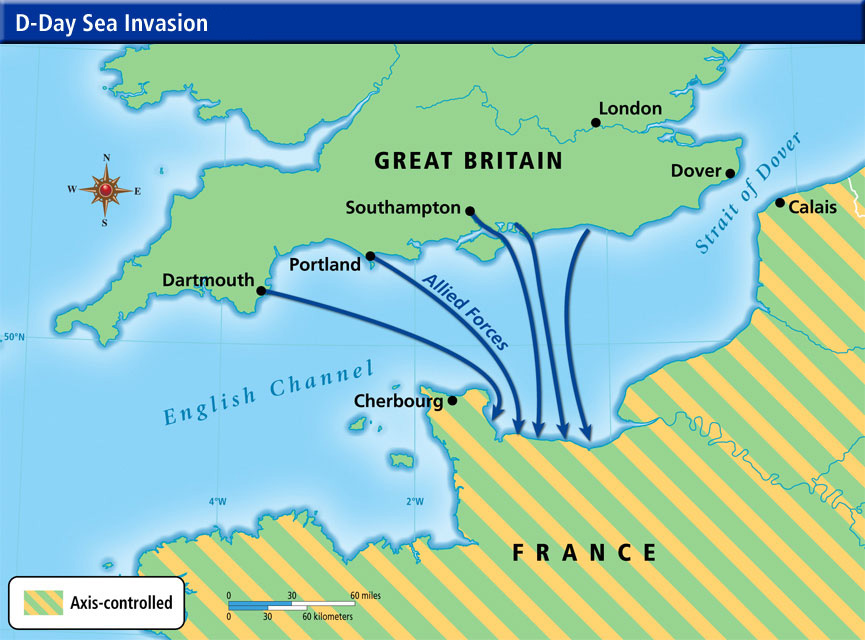 D-Day Sea Invasion
London
GREAT BRITAIN
Dover
Strait of Dover
Calais
N
W E
S
Southampton
Portland
Dartmouth
Allied Forces
50°N
English Channel
Cherbourg
4°W
2°W
FRANCE
Axis-controlled
0 30 60 miles
0 30 60 kilometers